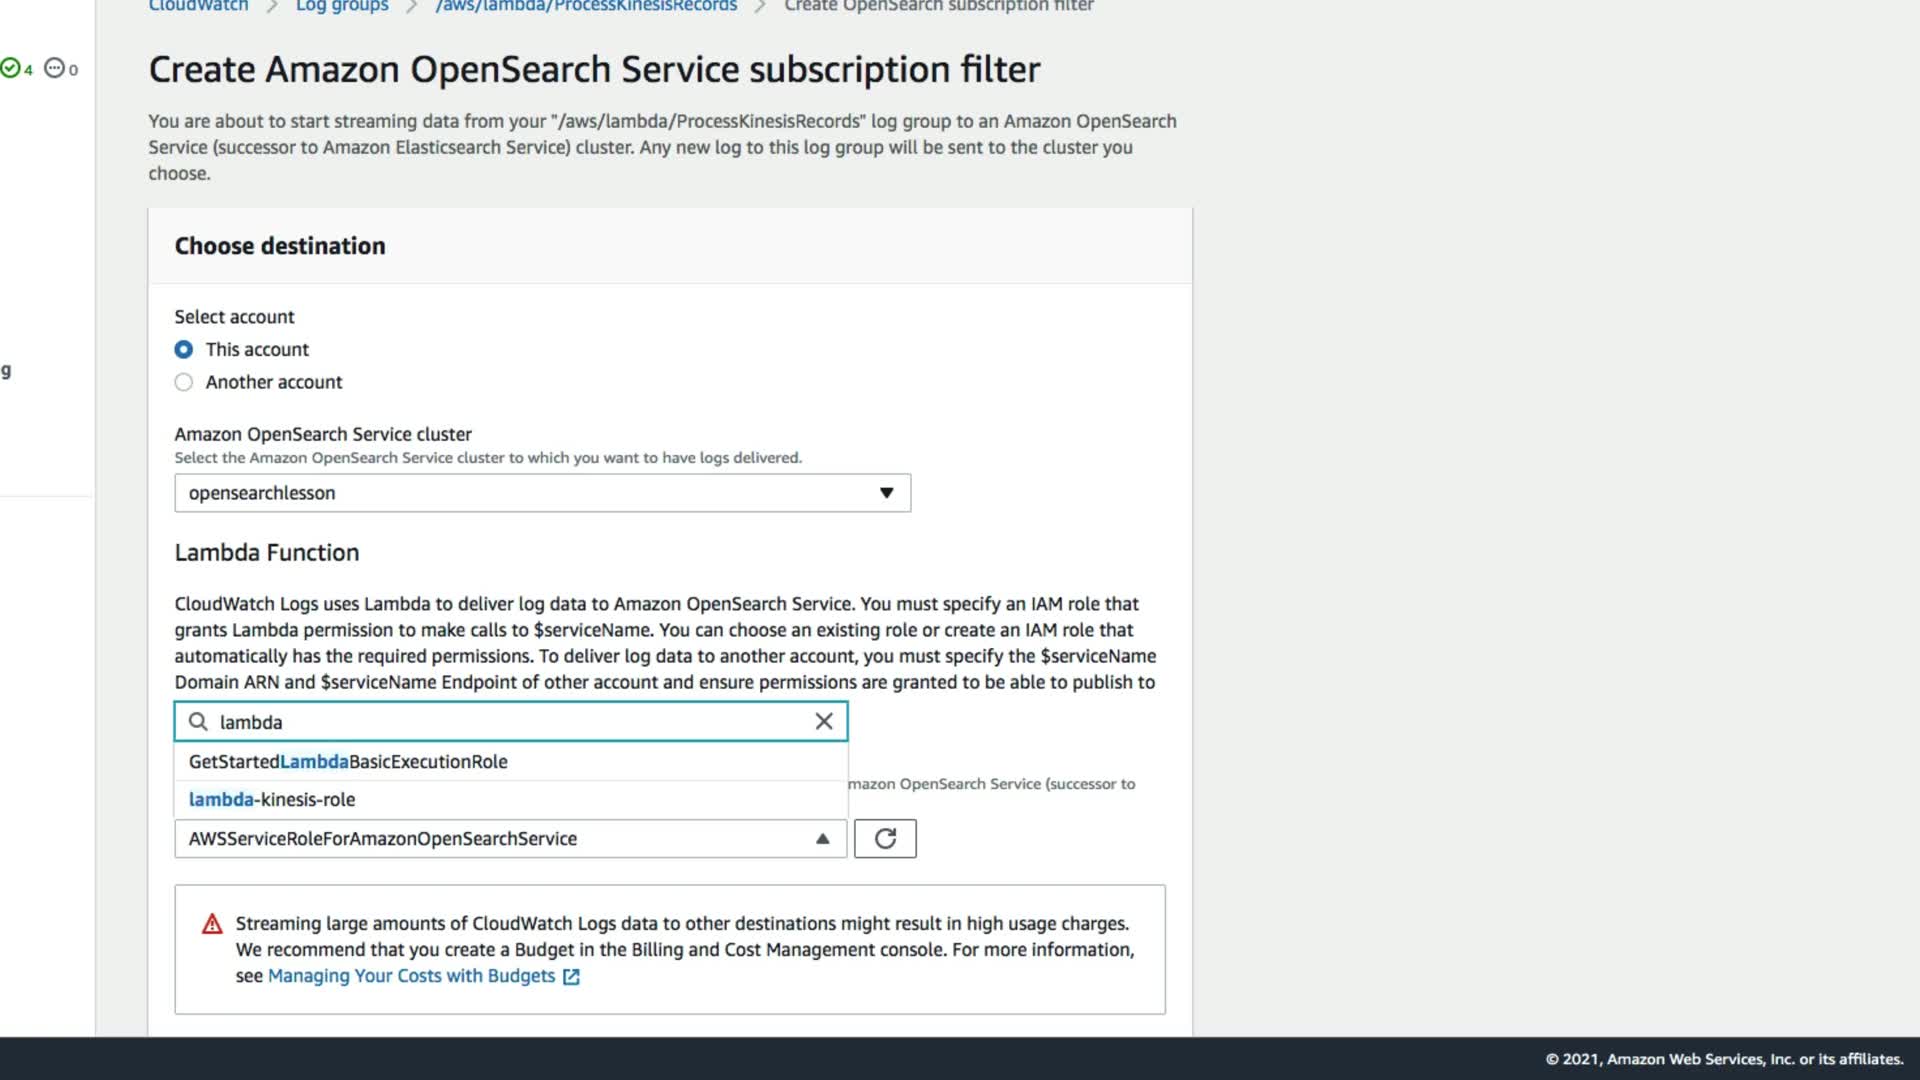 CloudWatch > Log groups > /aws/lambda/ProcessKinesisRecords > Create OpenSearch subscription filter
4 0
Create Amazon OpenSearch Service subscription filter
You are about to start streaming data from your "/aws/lambda/ProcessKinesisRecords" log group to an Amazon OpenSearch
Service (successor to Amazon Elasticsearch Service) cluster. Any new log to this log group will be sent to the cluster you
choose.
Choose destination
Select account
This account
g
Another account
Amazon OpenSearch Service cluster
Select the Amazon OpenSearch Service cluster to which you want to have logs delivered.
opensearchlesson
Lambda Function
CloudWatch Logs uses Lambda to deliver log data to Amazon OpenSearch Service. You must specify an IAM role that
grants Lambda permission to make calls to $serviceName. You can choose an existing role or create an IAM role that
automatically has the required permissions. To deliver log data to another account, you must specify the $serviceName
Domain ARN and $serviceName Endpoint of other account and ensure permissions are granted to be able to publish to
lambda
GetStartedLambdaBasicExecutionRole
mazon OpenSearch Service (successor to
lambda-kinesis-role
AWSServiceRoleForAmazonOpenSearchService
Streaming large amounts of CloudWatch Logs data to other destinations might result in high usage charges.
We recommend that you create a Budget in the Billing and Cost Management console. For more information,
see Managing Your Costs with Budgets
© 2021, Amazon Web Services, Inc. or its affiliates.